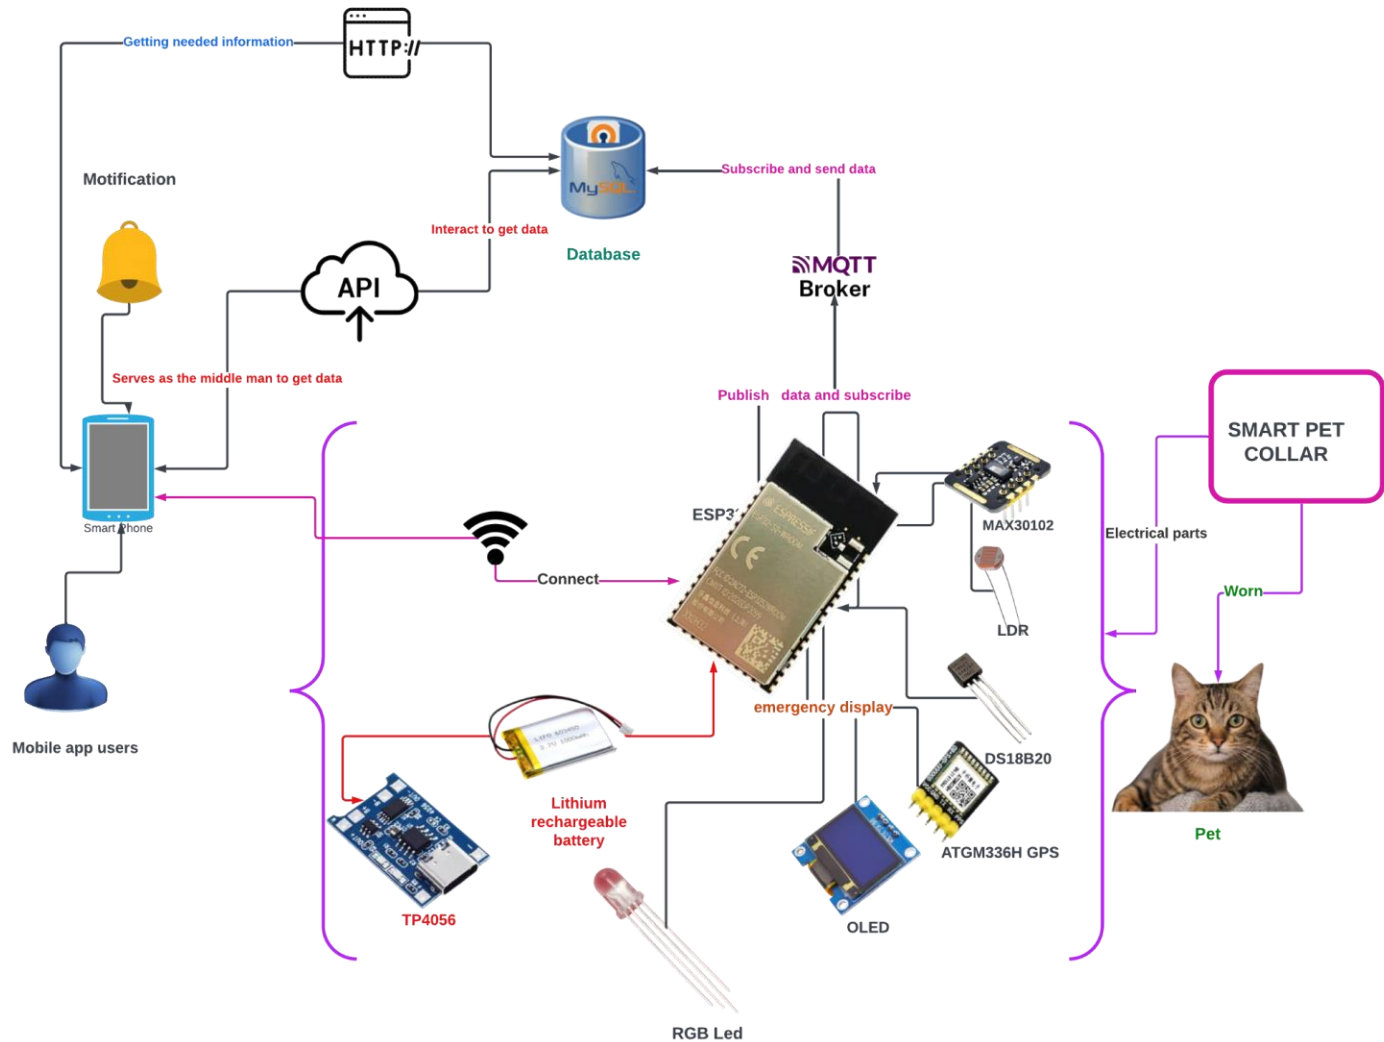 Getting needed information
HTTP://
Motification
MySQL
Subscribe and send data
Interact to get data
Database
MQTT
Broker
API
Serves as the middle man to get data
Publish data and subscribe
SMART PET
COLLAR
Smart Phone
ESP3
ESPRESSIF
CE
MAX30102
Electrical parts
Connect
Worn
LDR
emergency display
Mobile app users
DS18B20
Lithium
rechargeable
battery
Pet
ATGM336H GPS
TP4056
OLED
RGB Led